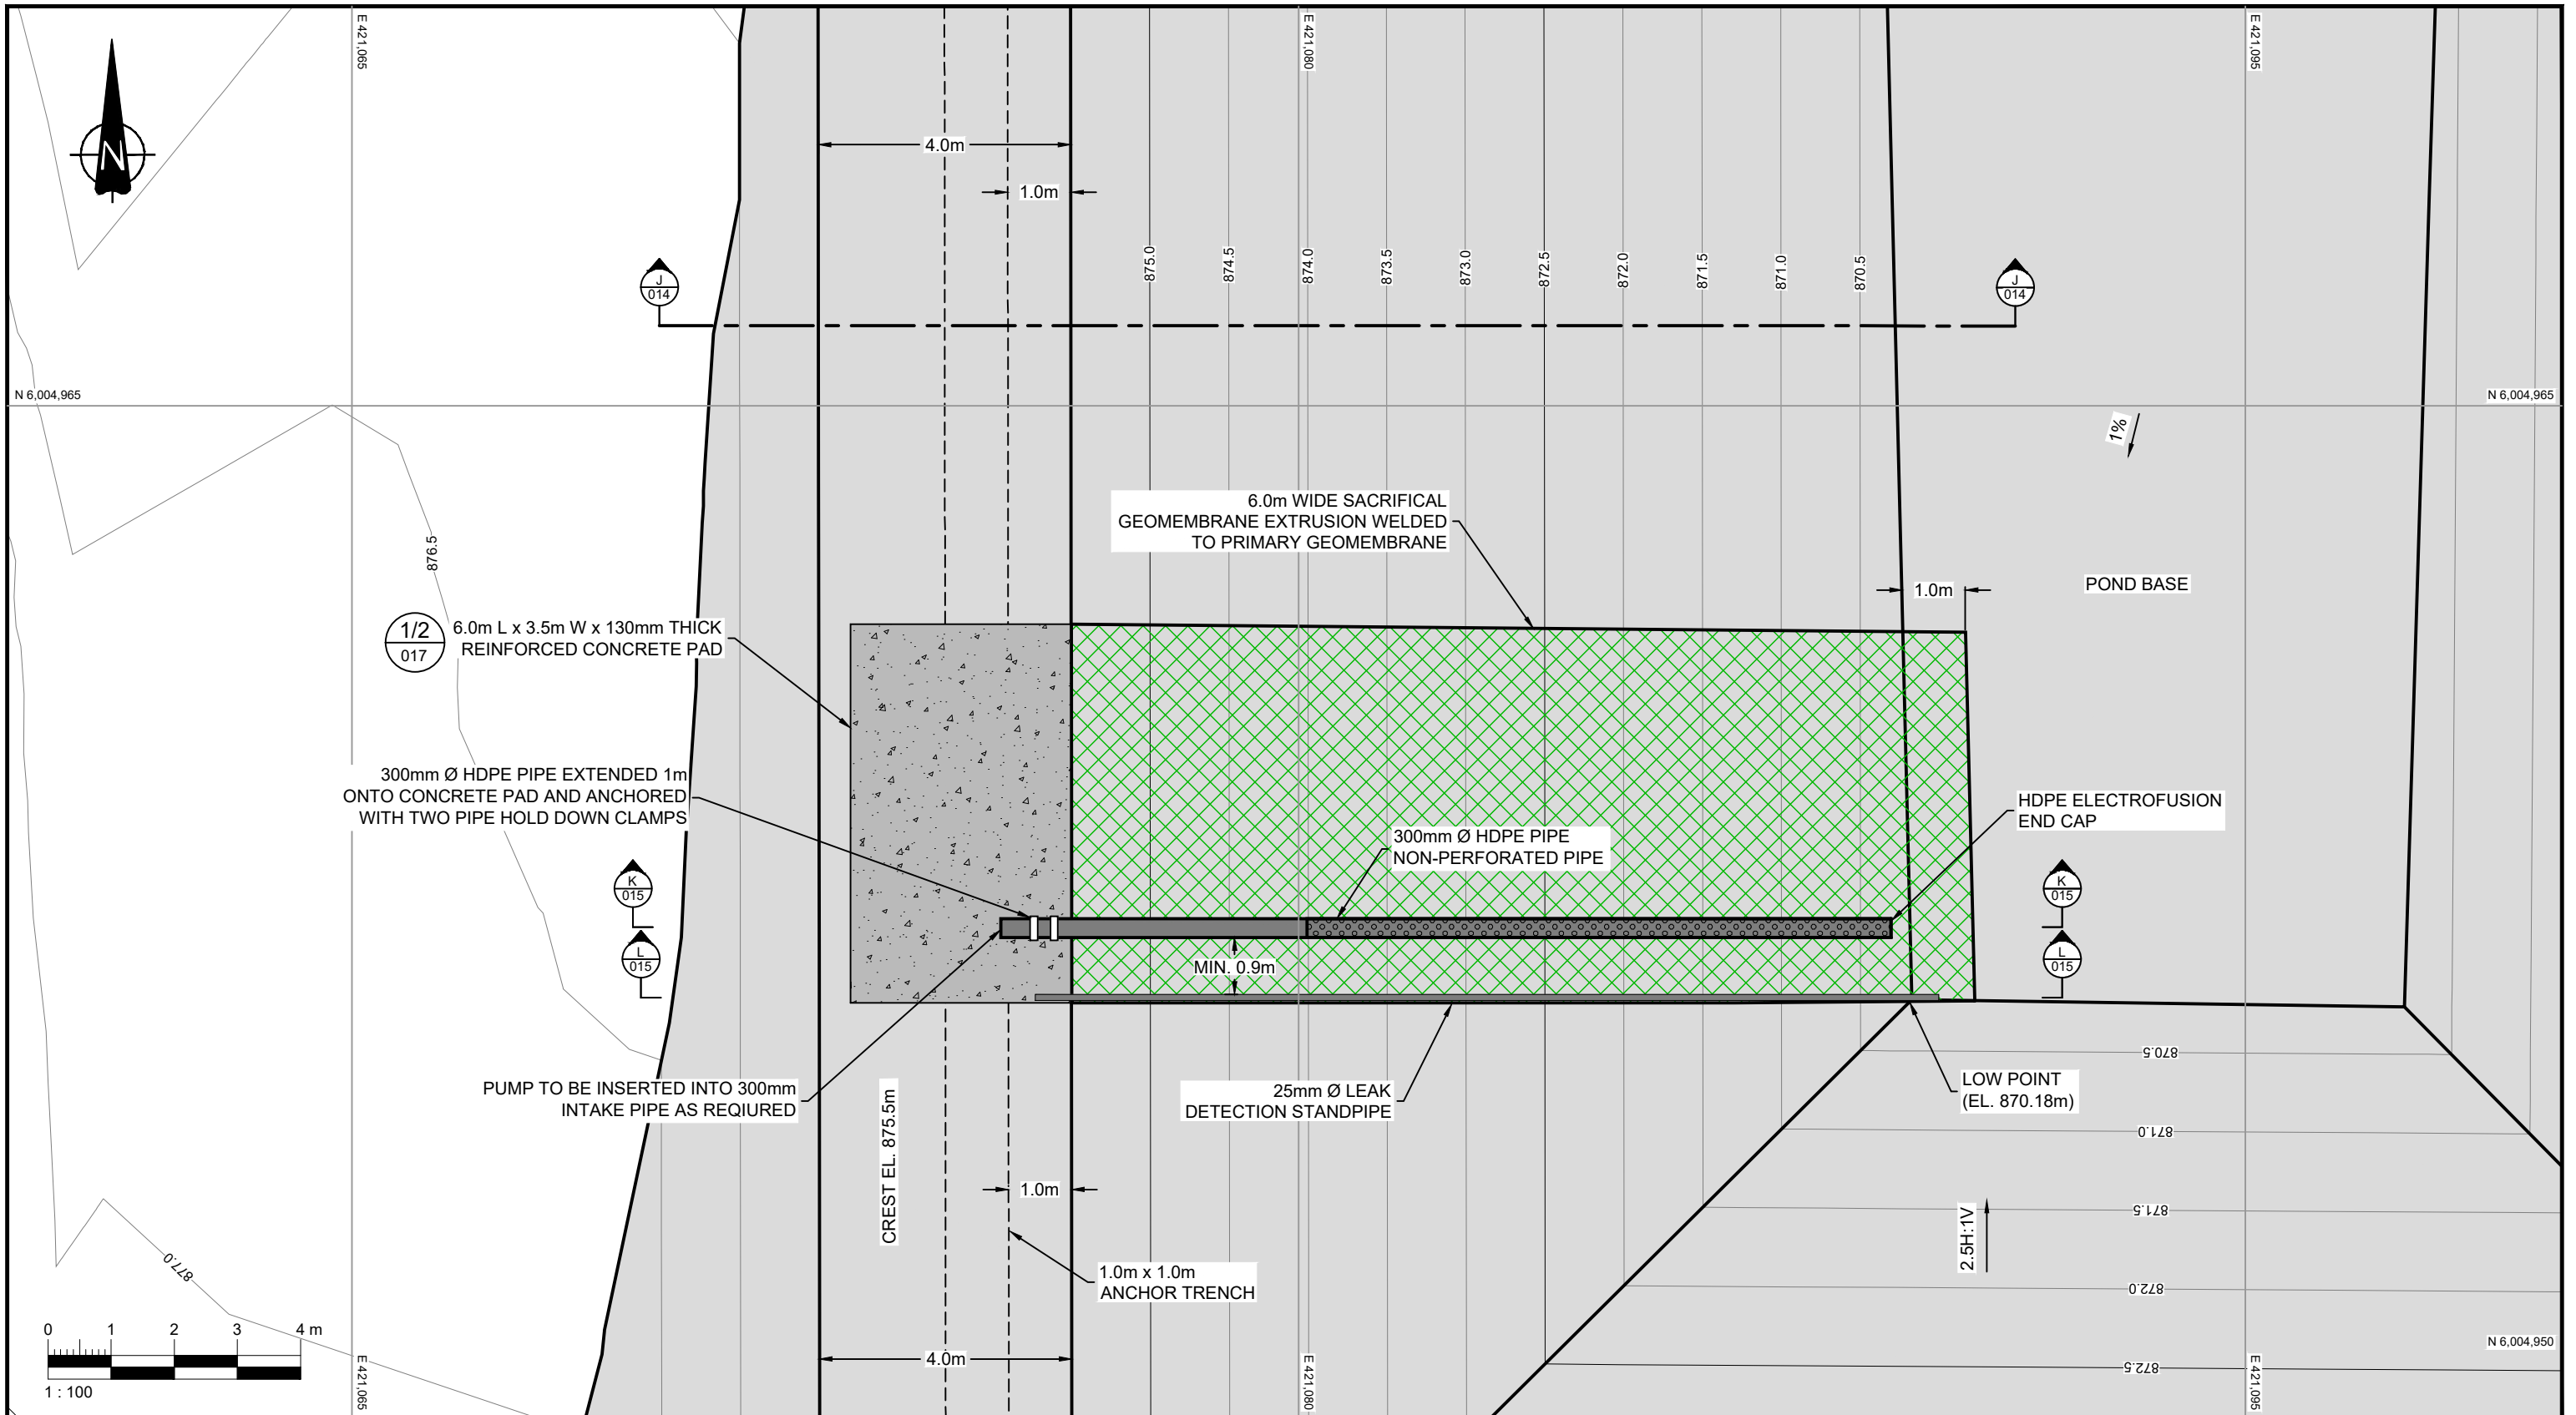 E 421,065
E 421,080
E 421,095
N
4.0m
1.0m
875.0
874.5
874.0
873.5
873.0
872.5
872.0
871.5
871.0
870.5
J
014
J
014
N 6,004,965
N 6,004,965
1%
6.0m WIDE SACRIFICAL
GEOMEMBRANE EXTRUSION WELDED
TO PRIMARY GEOMEMBRANE
876.5
1.0m
POND BASE
1/2
017
6.0m L x 3.5m W x 130mm THICK
REINFORCED CONCRETE PAD
300mm Ø HDPE PIPE EXTENDED 1m
ONTO CONCRETE PAD AND ANCHORED
WITH TWO PIPE HOLD DOWN CLAMPS
HDPE ELECTROFUSION
END CAP
300mm Ø HDPE PIPE
NON-PERFORATED PIPE
K
015
K
015
L
015
L
015
MIN. 0.9m
870.5
PUMP TO BE INSERTED INTO 300mm
INTAKE PIPE AS REQIURED
CREST EL. 875.5m
25mm Ø LEAK
DETECTION STANDPIPE
LOW POINT
(EL. 870.18m)
871.0
1.0m
871.5
2.5H:1V
877.0
1.0m x 1.0m
ANCHOR TRENCH
872.0
0 1 2 3 4 m
1 : 100
4.0m
N 6,004,950
872.5
E 421,065
E 421,080
E 421,095